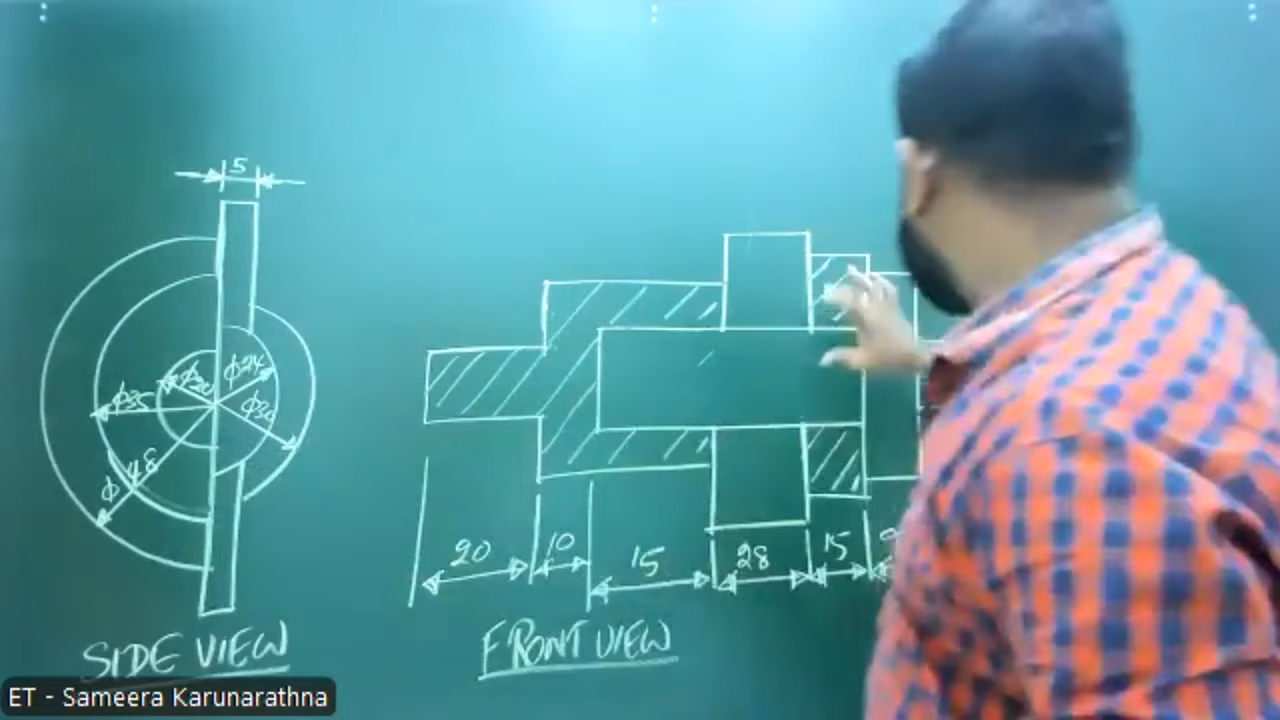 5
φ20
φ24
φ35
φ30
φ48
20
10
15
28
15
SIDE VIEW
FRONT VIEW
ET - Sameera Karunarathna